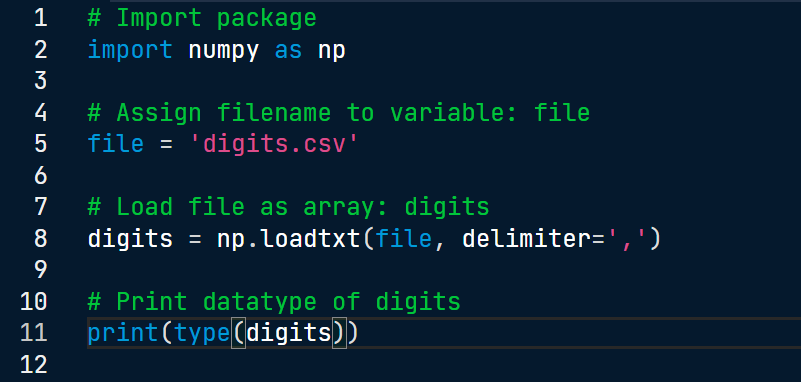 1 # Import package
2 import numpy as np
3
4 # Assign filename to variable: file
5 file = 'digits.csv'
6
7 # Load file as array: digits
8 digits = np.loadtxt(file, delimiter=',')
9
10 # Print datatype of digits
11 print(type(digits))
12